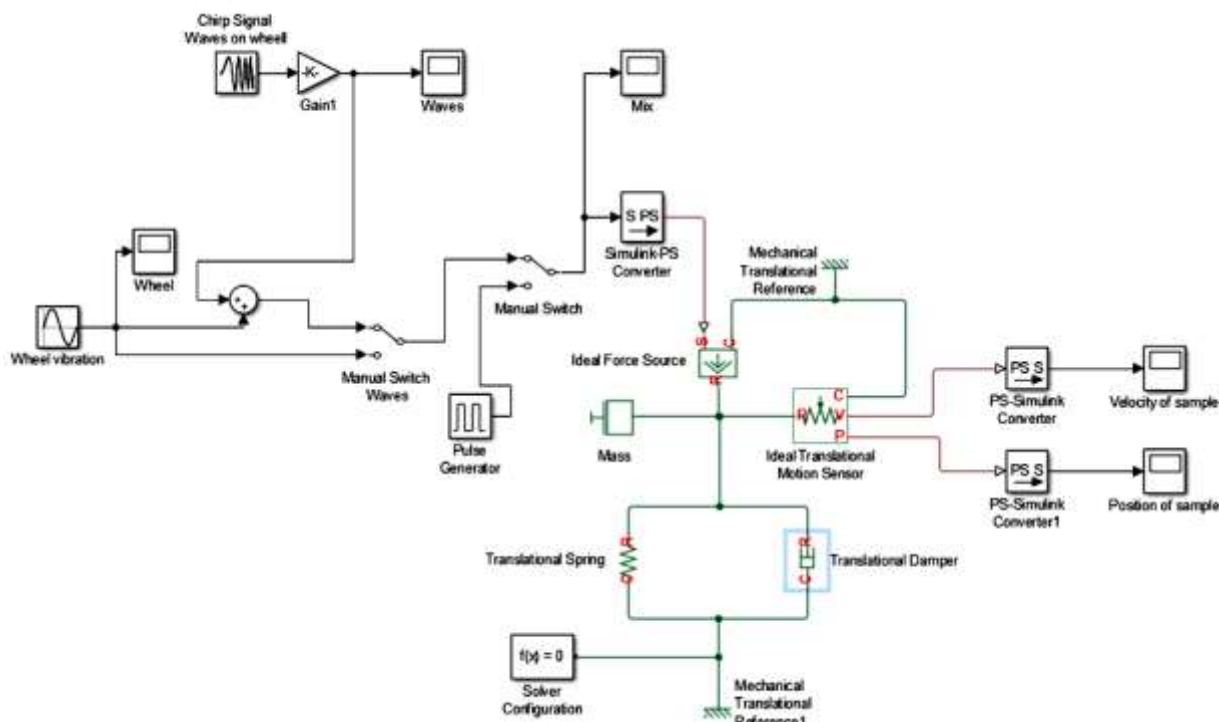 Chirp Signal
Waves on wheell
-K-
Gain1
Waves
Mix
Wheel
Wheel vibration
Manual Switch
Waves
Manual Switch
Pulse
Generator
S PS
Simulink-PS
Converter
Mechanical
Translational
Reference
S
C
Ideal Force Source
R
Mass
C
R
V
P
Ideal Translational
Motion Sensor
PS S
PS-Simulink
Converter
Velocity of sample
PS S
PS-Simulink
Converter1
Position of sample
R
Translational Spring
C
R
Translational Damper
C
f(x) = 0
Solver
Configuration
Mechanical
Translational
Reference1